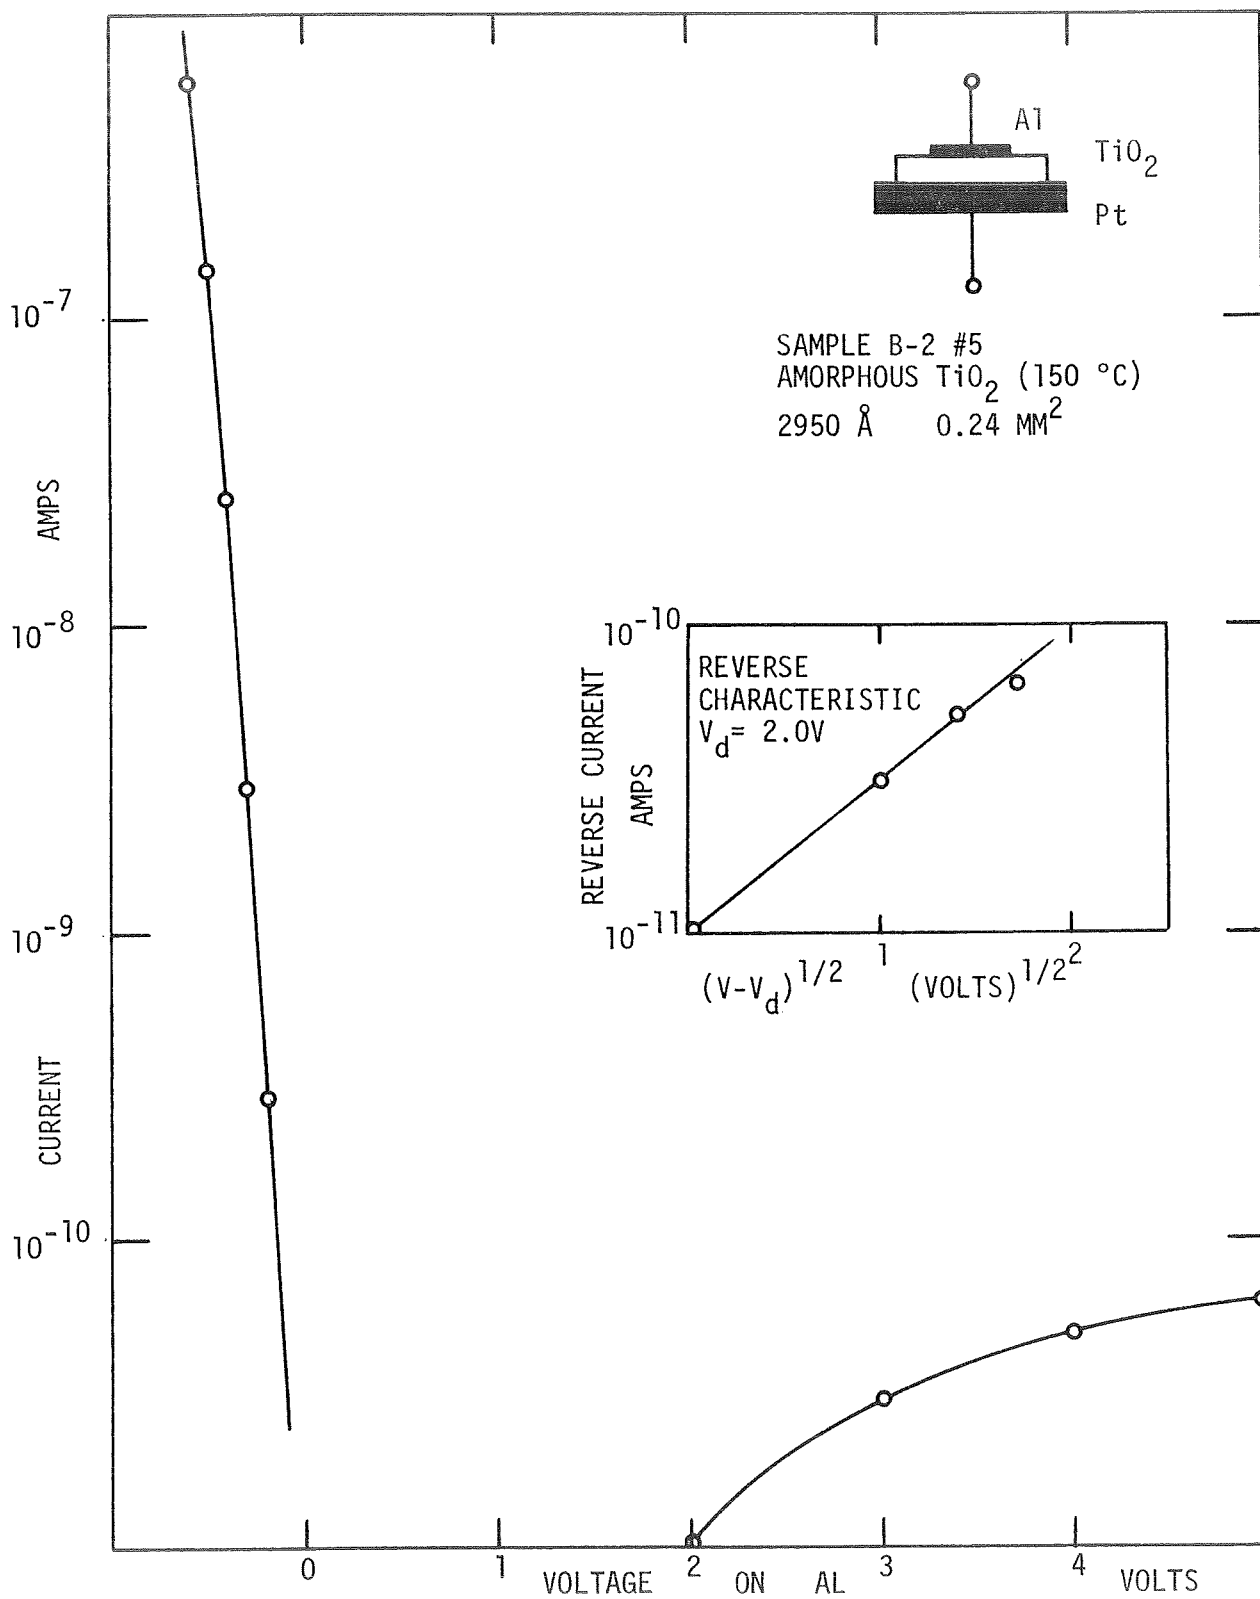 Al
TiO₂
Pt
SAMPLE B-2 #5
AMORPHOUS TiO₂ (150 °C)
2950 Å 0.24 MM²
10⁻⁷
10⁻⁸
10⁻⁹
10⁻¹⁰
CURRENT AMPS
10⁻¹⁰
10⁻¹¹
REVERSE CURRENT
AMPS
REVERSE
CHARACTERISTIC
V_d= 2.0V
1 2
(V-V_d)^1/2 (VOLTS)^1/2
0 1 2 3 4
VOLTAGE ON AL VOLTS